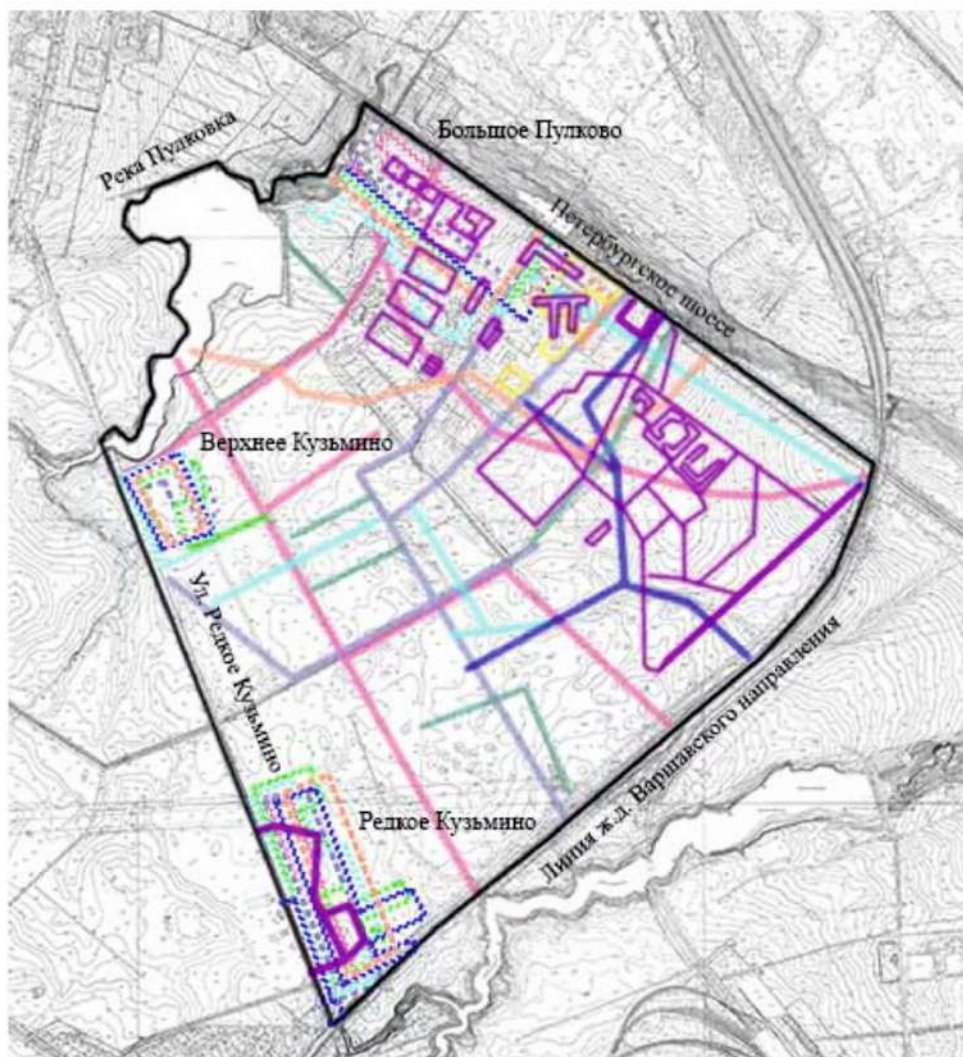 Большое Пулково
Река Пулковка
Петербургское шоссе
Верхнее Кузьмино
Ул. Редкое Кузьмино
Редкое Кузьмино
Линия ж.д. Варшавского направления